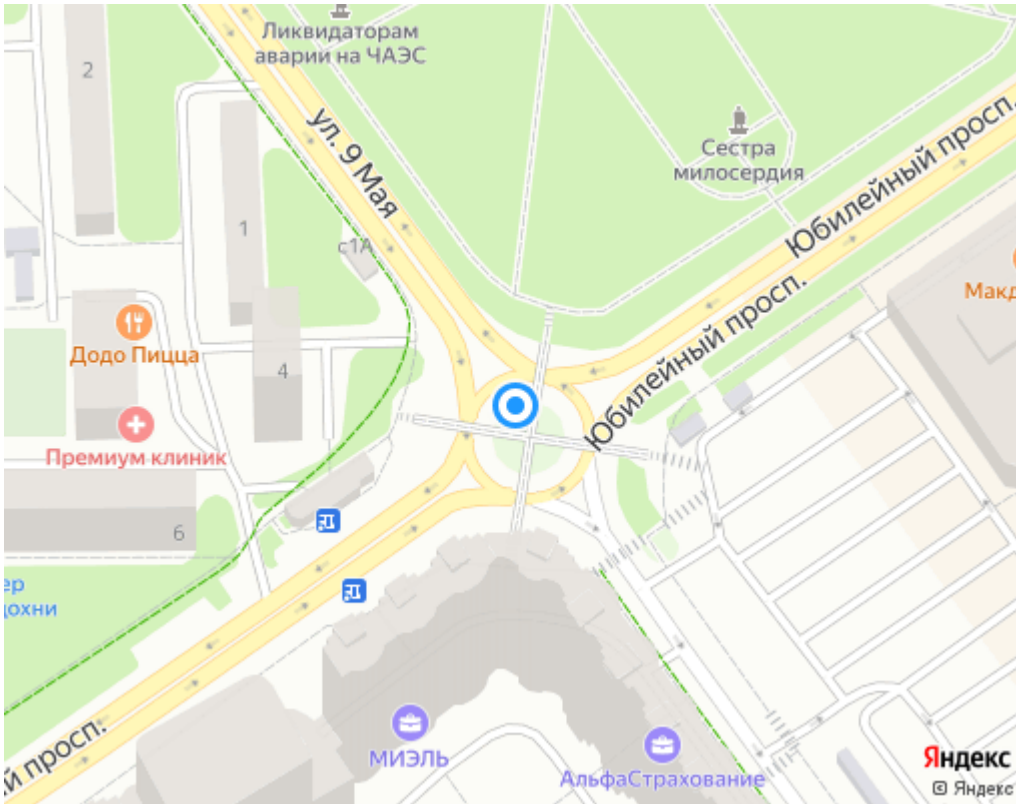 Ликвидаторам
аварии на ЧАЭС
2
ул. 9 Мая
Сестра
милосердия
Юбилейный просп.
1
с1А
Макд
Додо Пицца
4
Юбилейный просп.
Премиум клиник
6
ер
дохни
й просп.
МИЭЛЬ
АльфаСтрахование
Яндекс
© Яндекс